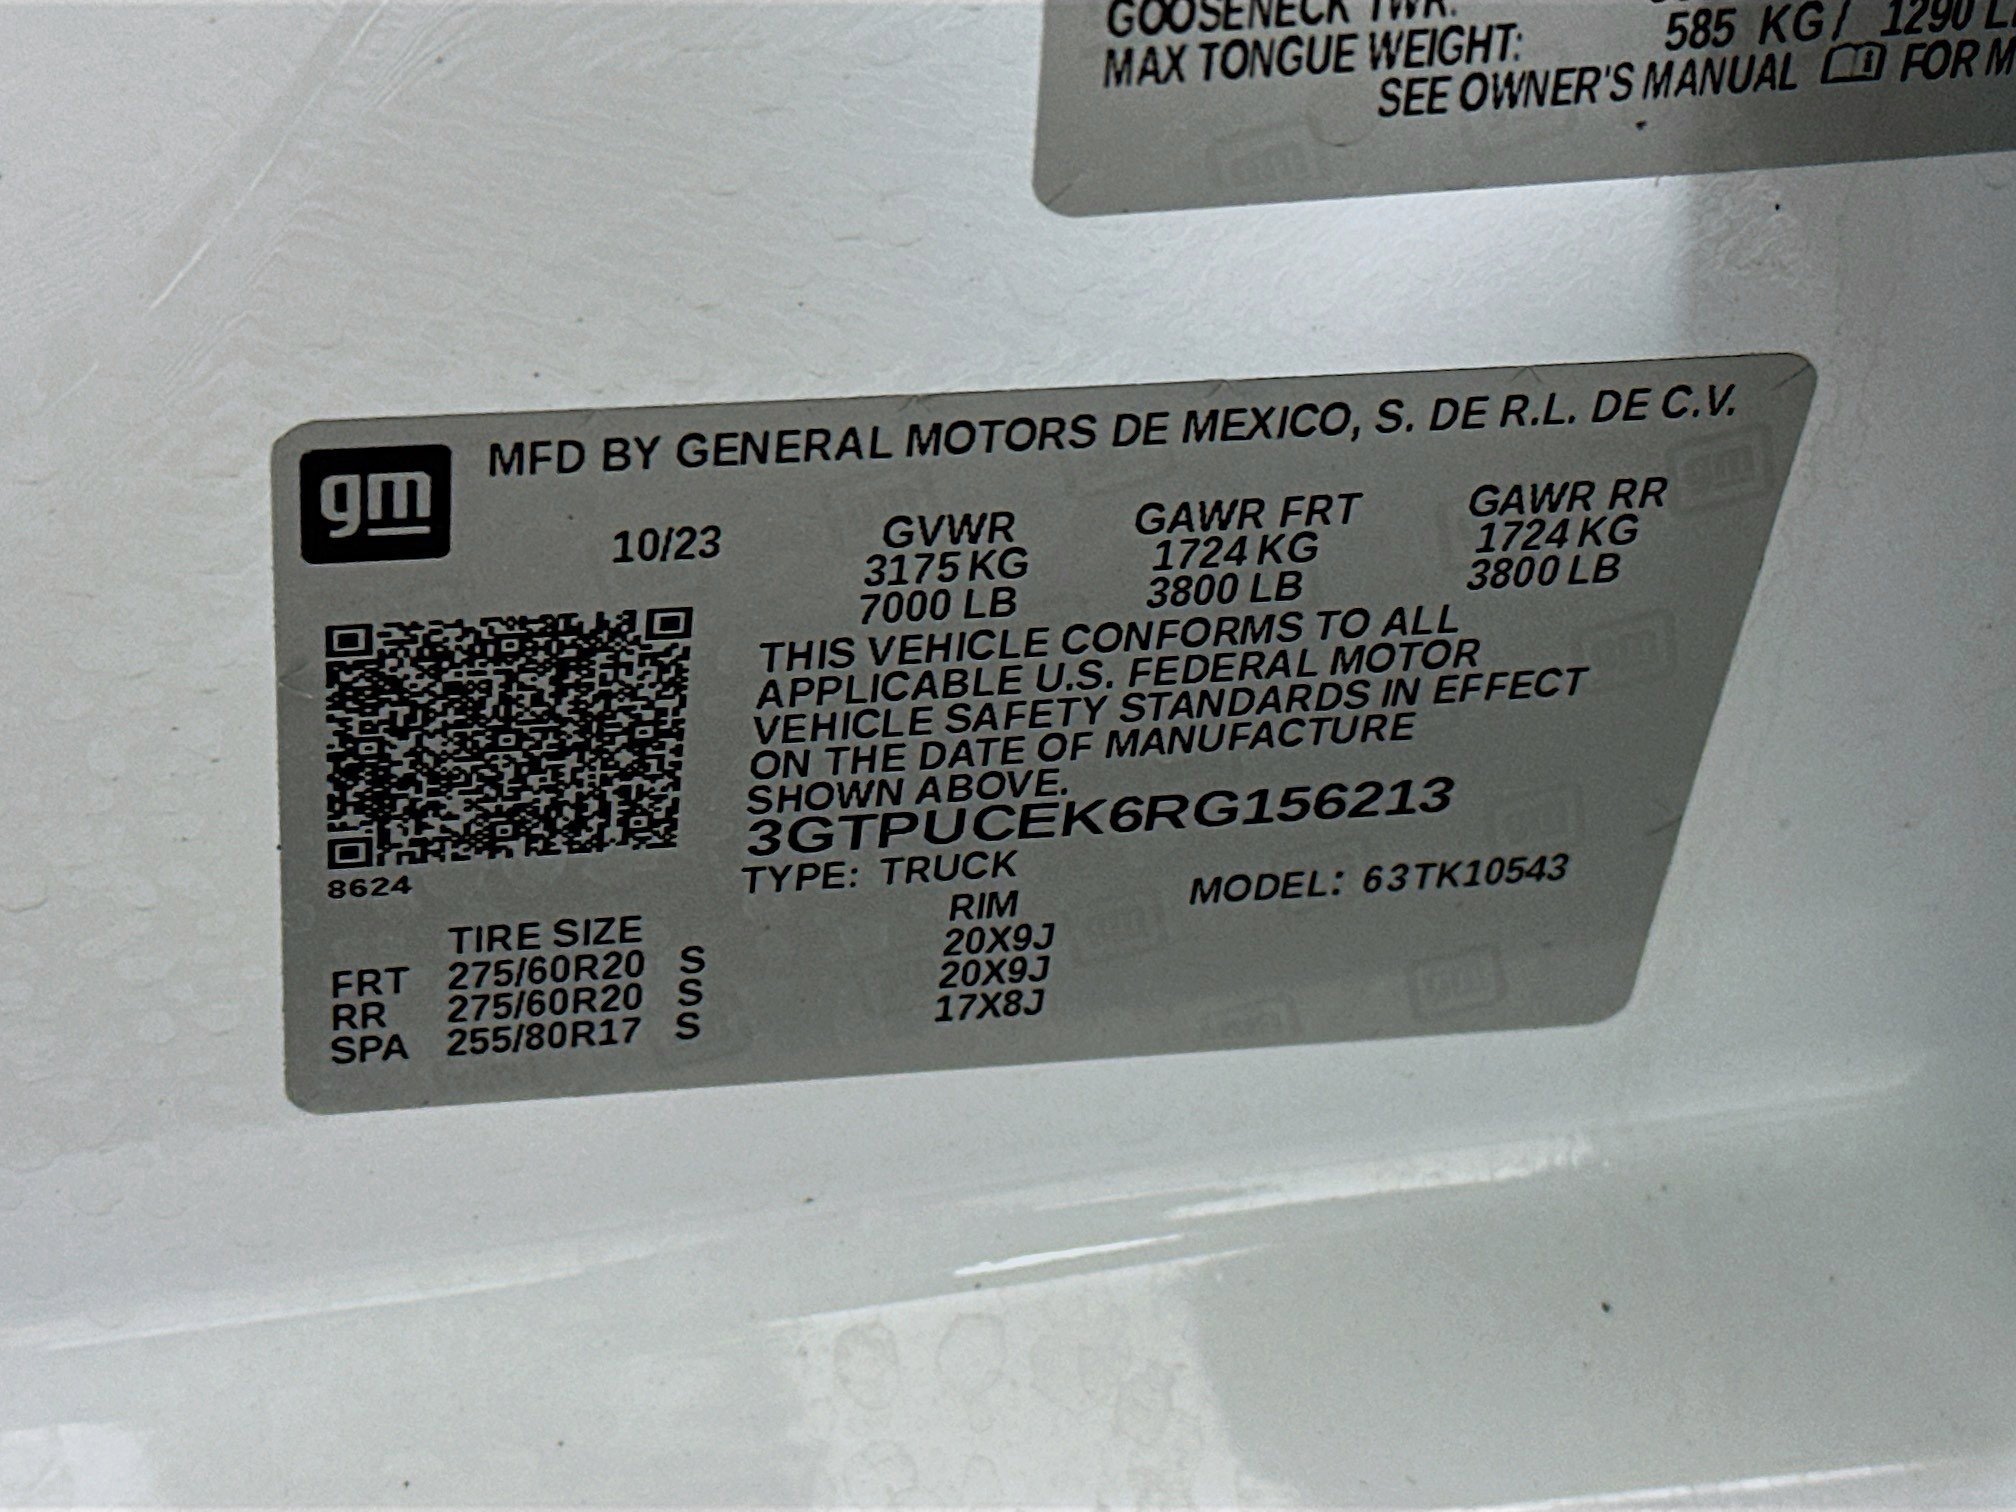 GOOSENECK TWR:
MAX TONGUE WEIGHT: 585 KG / 1290
SEE OWNER'S MANUAL FOR
gm
MFD BY GENERAL MOTORS DE MEXICO, S. DE R.L. DE C.V.
10/23 GVWR GAWR FRT GAWR RR
3175 KG 1724 KG 1724 KG
7000 LB 3800 LB 3800 LB
THIS VEHICLE CONFORMS TO ALL
APPLICABLE U.S. FEDERAL MOTOR
VEHICLE SAFETY STANDARDS IN EFFECT
ON THE DATE OF MANUFACTURE
SHOWN ABOVE.
3GTPUCEK6RG156213
8624
TYPE: TRUCK MODEL: 63TK10543
TIRE SIZE RIM
FRT 275/60R20 S 20X9J
RR 275/60R20 S 20X9J
SPA 255/80R17 S 17X8J